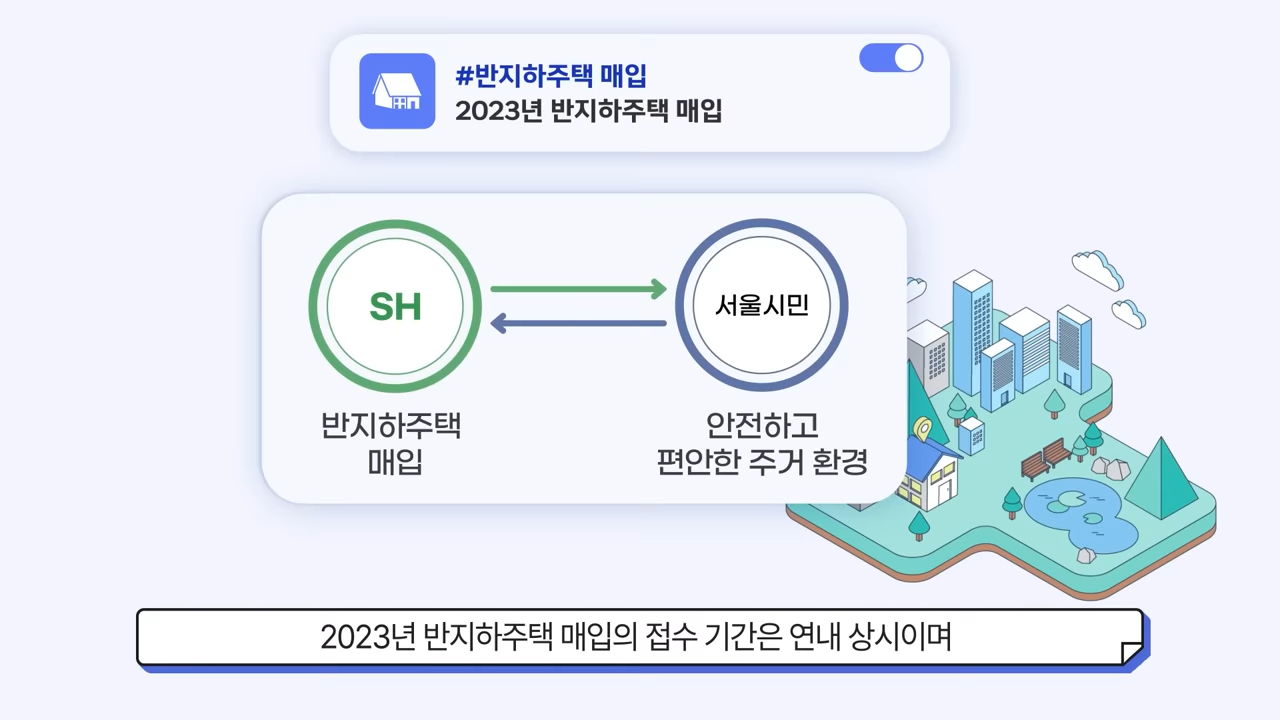 #반지하주택 매입
2023년 반지하주택 매입
SH
서울시민
반지하주택
매입
안전하고
편안한 주거 환경
2023년 반지하주택 매입의 접수 기간은 연내 상시이며